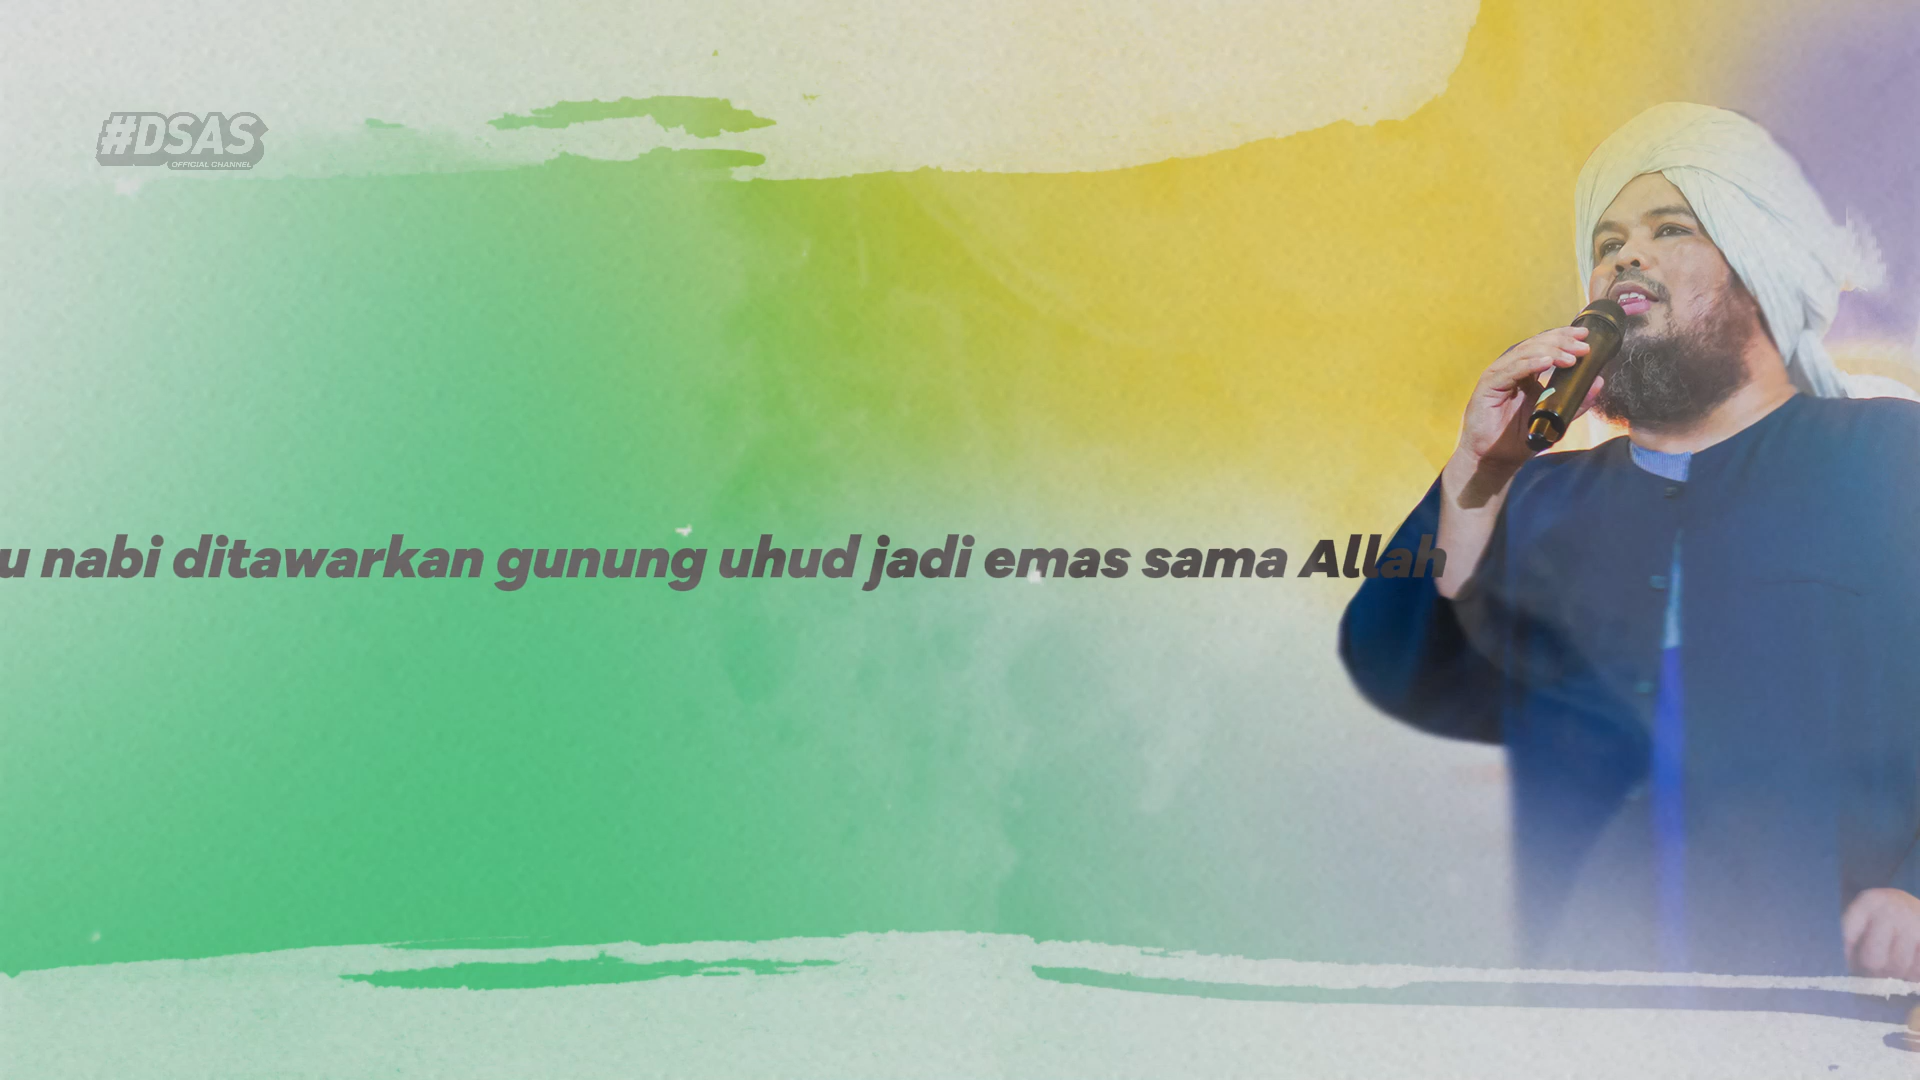 #DSAS
OFFICIAL CHANNEL
u nabi ditawarkan gunung uhud jadi emas sama Allah